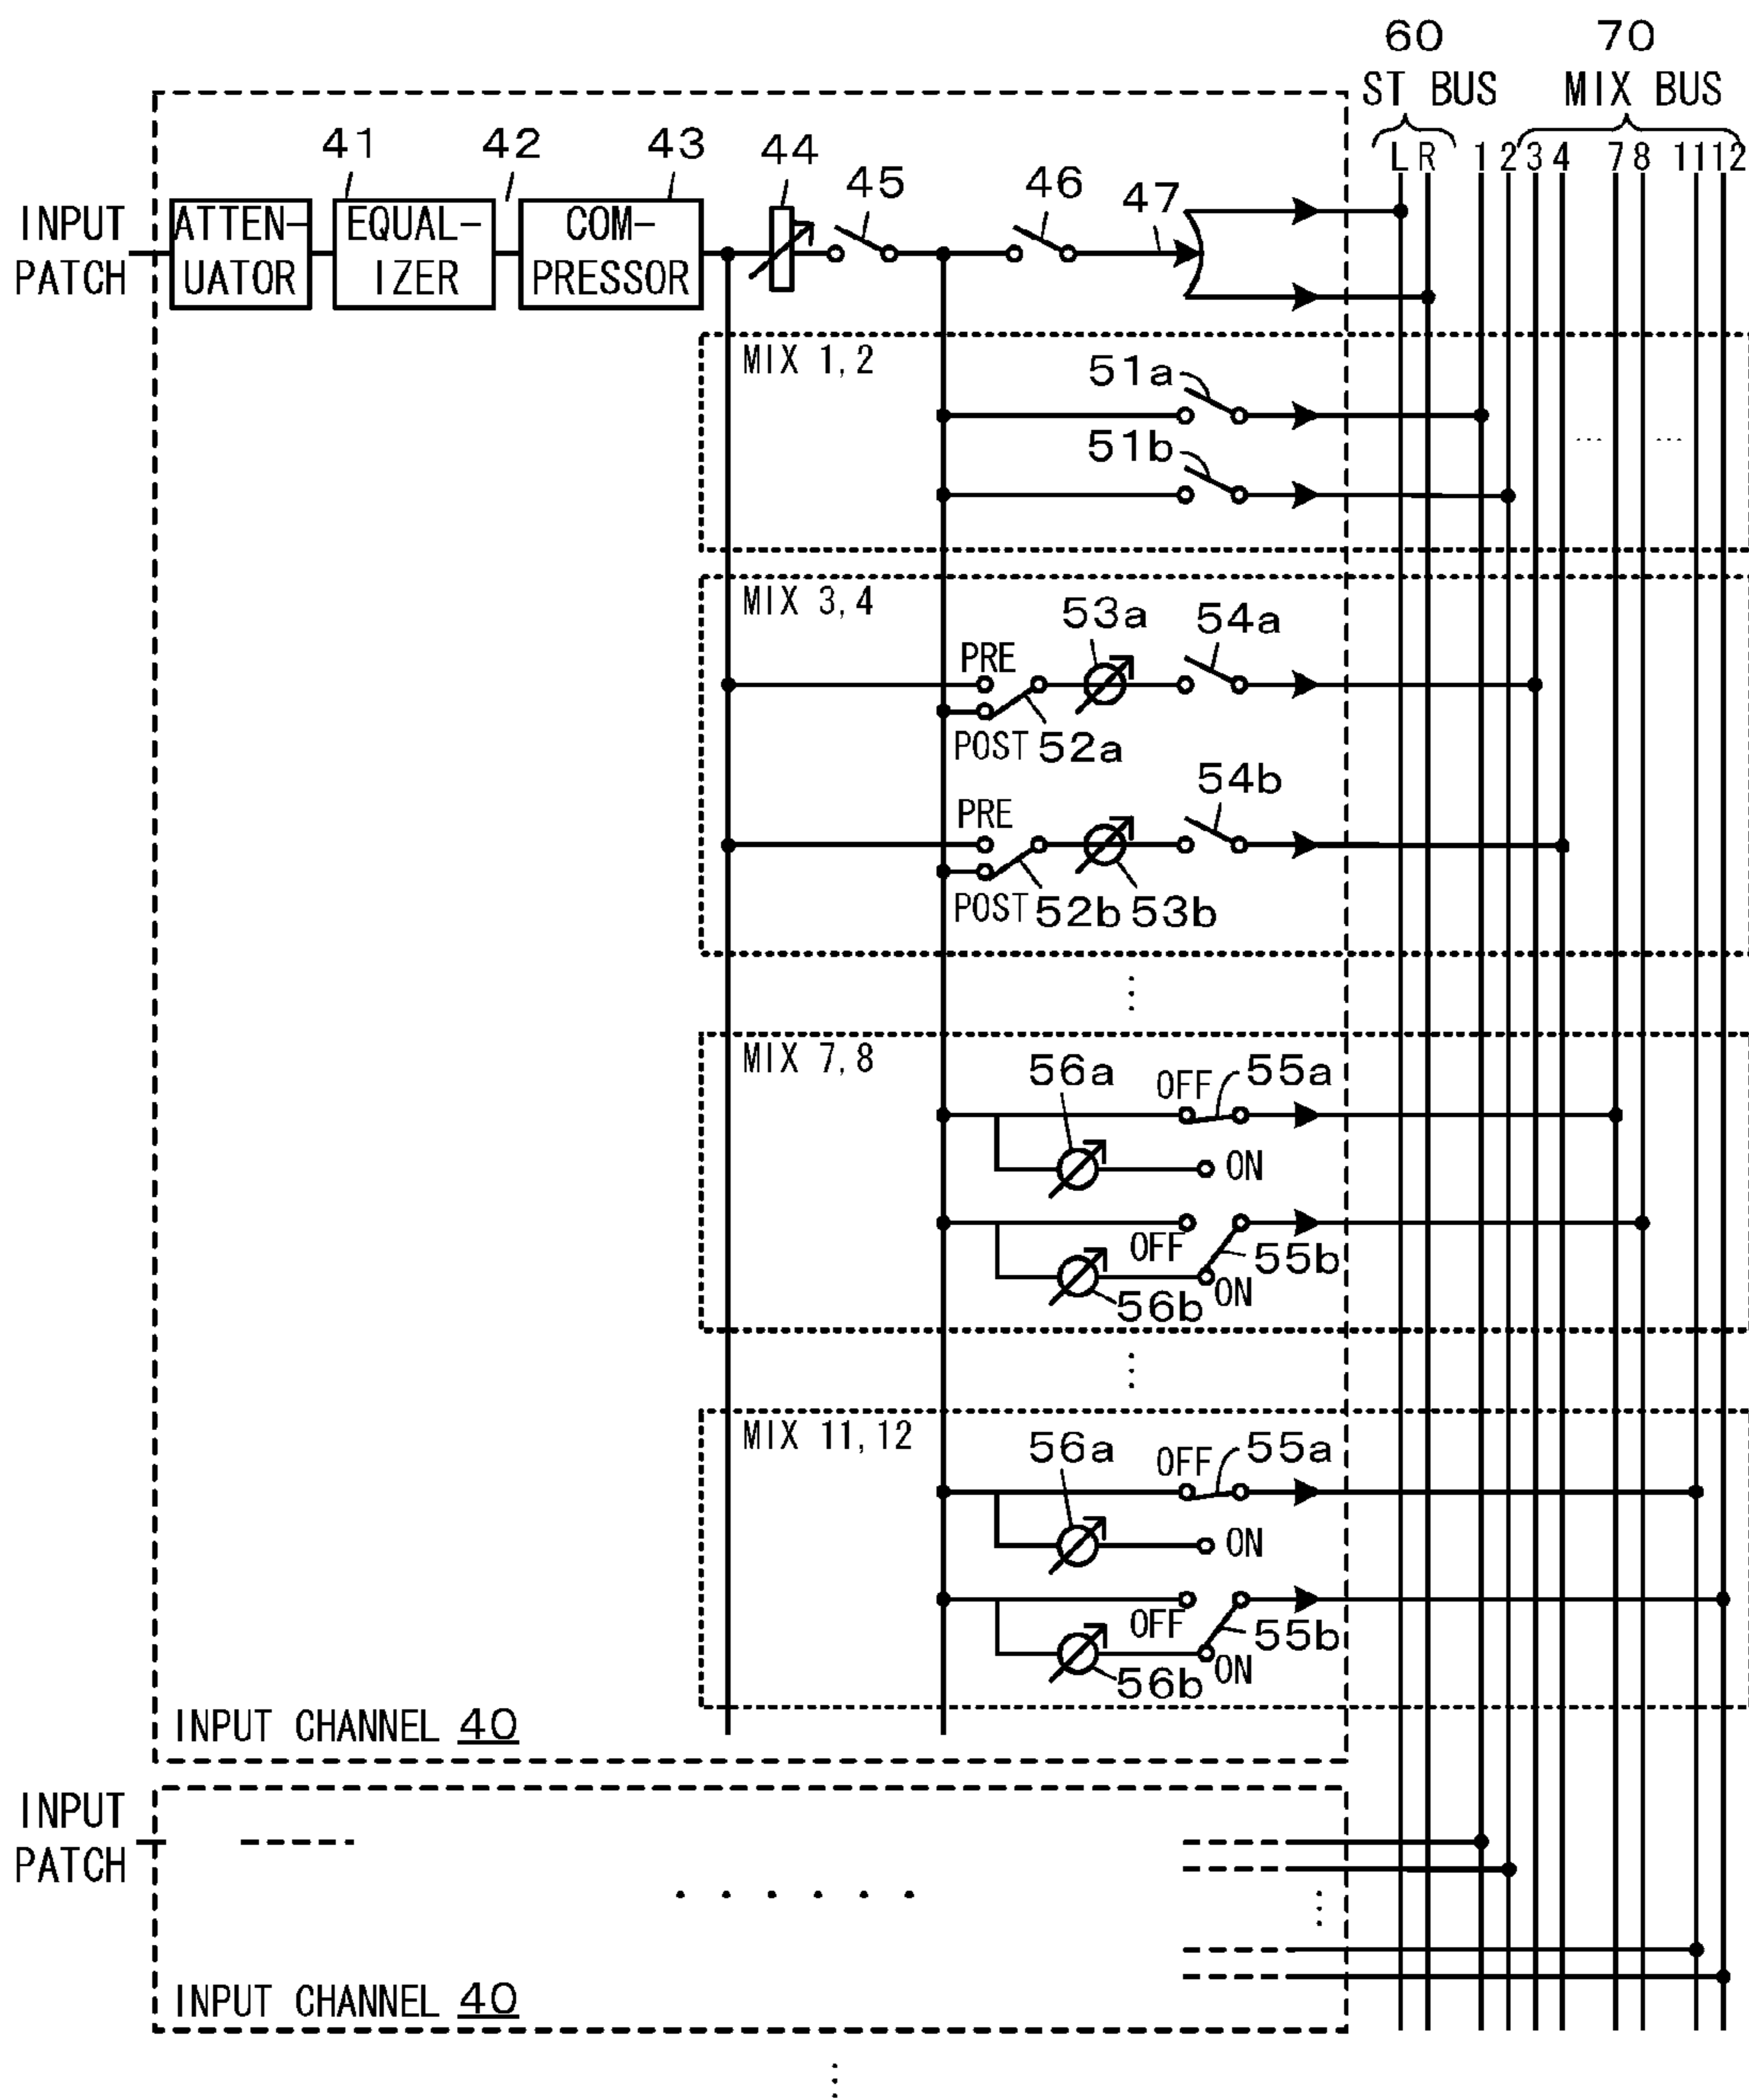 60 70
ST BUS MIX BUS
L R 1 2 3 4 7 8 11 12
41 42 43 44 45 46 47
INPUT
PATCH
ATTEN-
UATOR
EQUAL-
IZER
COM-
PRESSOR
MIX 1, 2
51a
51b
... ...
MIX 3, 4
53a 54a
PRE
POST 52a
54b
PRE
POST 52b 53b
MIX 7, 8
56a OFF 55a
ON
OFF 55b
56b ON
MIX 11, 12
56a OFF 55a
ON
OFF 55b
56b ON
INPUT CHANNEL 40
INPUT
PATCH
INPUT CHANNEL 40